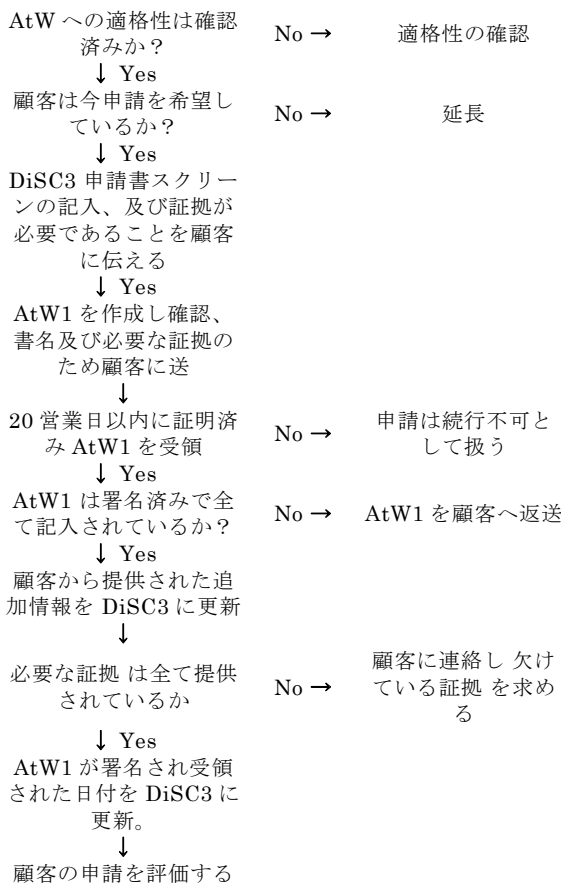 AtW への適格性は確認
済みか？
No → 適格性の確認
↓ Yes
顧客は今申請を希望し
ているか？
No → 延長
↓ Yes
DiSC3 申請書スクリー
ンの記入、及び証拠が
必要であることを顧客
に伝える
↓ Yes
AtW1 を作成し確認、
書名及び必要な証拠の
ため顧客に送
↓
20 営業日以内に証明済
み AtW1 を受領
No →
申請は続行不可と
して扱う
↓ Yes
AtW1 は署名済みで全
て記入されているか？
No → AtW1 を顧客へ返送
↓ Yes
顧客から提供された追
加情報を DiSC3 に更新
↓
必要な証拠 は全て提供
されているか
No →
顧客に連絡し 欠け
ている証拠 を求め
る
↓ Yes
AtW1 が署名され受領
された日付を DiSC3 に
更新。
↓
顧客の申請を評価する